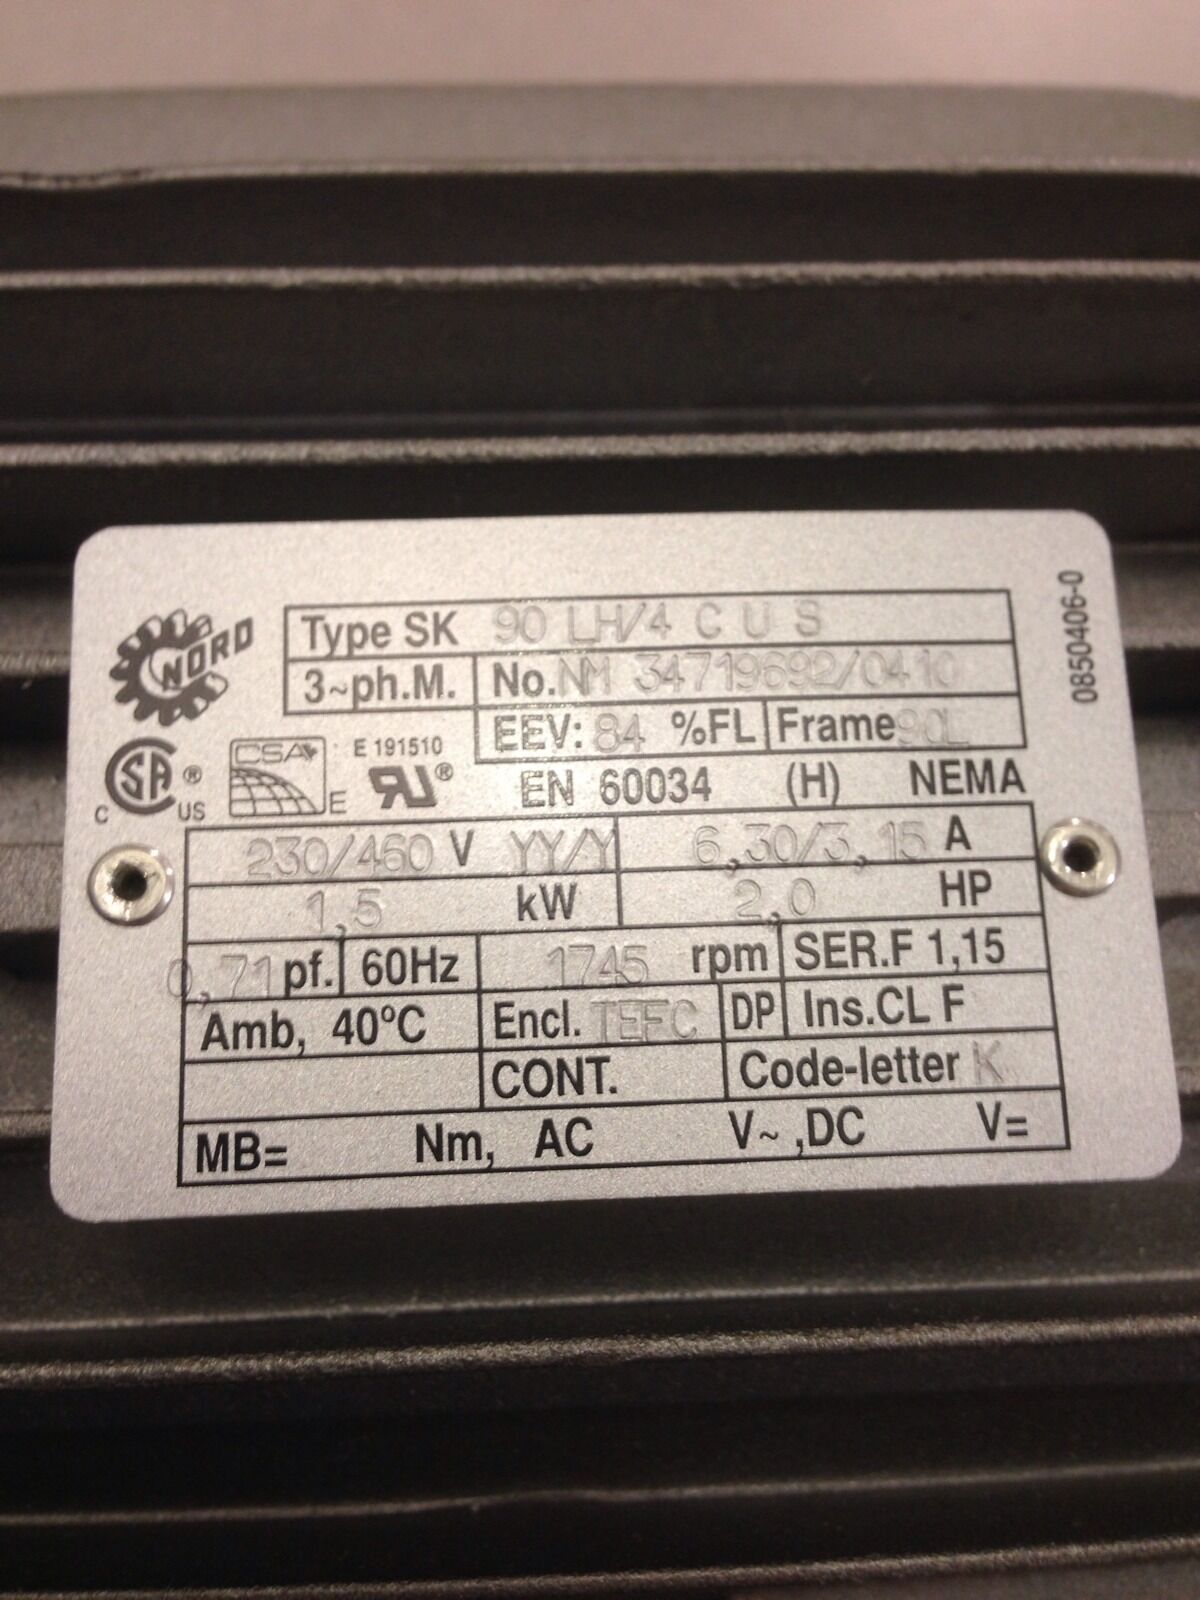 NORD
Type SK 90 LH/4 C U S
3~ph.M. No.NM 34719692/0410
EEV: 84 %FL Frame 90L
0850406-0
CSA E 191510
C SA ® US E RU ®
EN 60034 (H) NEMA
230/460 V YY/Y 6,30/3,15 A
1,5 kW 2,0 HP
0,71 pf. 60Hz 1745 rpm SER.F 1,15
Amb, 40°C Encl. TEFC DP Ins.CL F
CONT. Code-letter K
MB= Nm, AC V~ ,DC V=